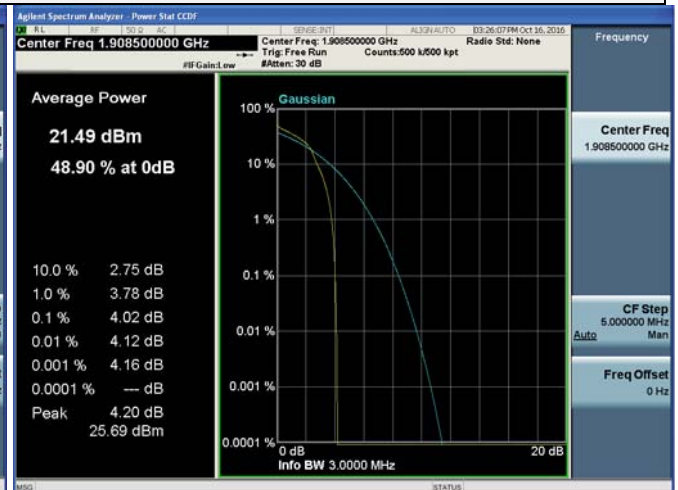 Agilent Spectrum Analyzer - Power Stat CCDF
RL RF 50 Ω AC SENSE:INT ALIGN AUTO 03:26:07 PM Oct 16, 2016
Center Freq 1.908500000 GHz Center Freq: 1.908500000 GHz Radio Std: None
Trig: Free Run Counts:500 k/500 kpt
#IFGain:Low #Atten: 30 dB
Frequency
Average Power
21.49 dBm
48.90 % at 0dB
10.0 % 2.75 dB
1.0 % 3.78 dB
0.1 % 4.02 dB
0.01 % 4.12 dB
0.001 % 4.16 dB
0.0001 % --- dB
Peak 4.20 dB
25.69 dBm
Gaussian
100 %
10 %
1 %
0.1 %
0.01 %
0.001 %
0.0001 %
0 dB 20 dB
Info BW 3.0000 MHz
Center Freq
1.908500000 GHz
CF Step
5.000000 MHz
Auto Man
Freq Offset
0 Hz
MSG STATUS